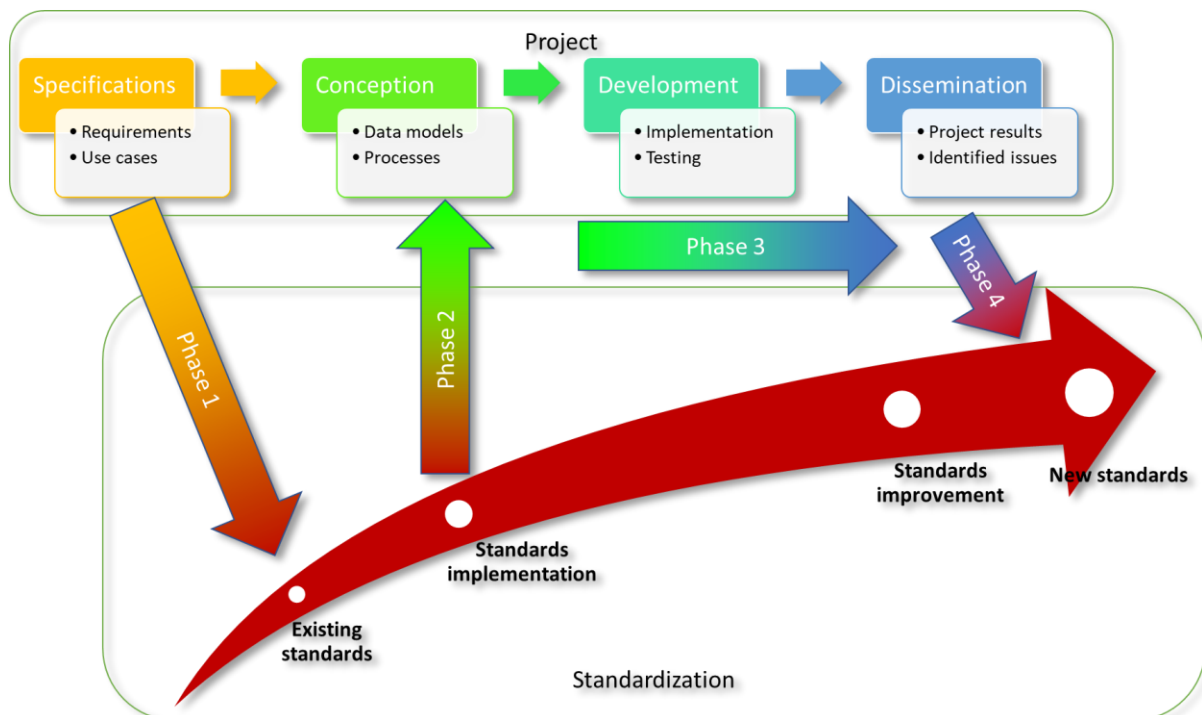 Project
Specifications
• Requirements
• Use cases
Conception
• Data models
• Processes
Development
• Implementation
• Testing
Dissemination
• Project results
• Identified issues
Phase 1
Phase 2
Phase 3
Phase 4
Existing
standards
Standards
implementation
Standards
improvement
New standards
Standardization